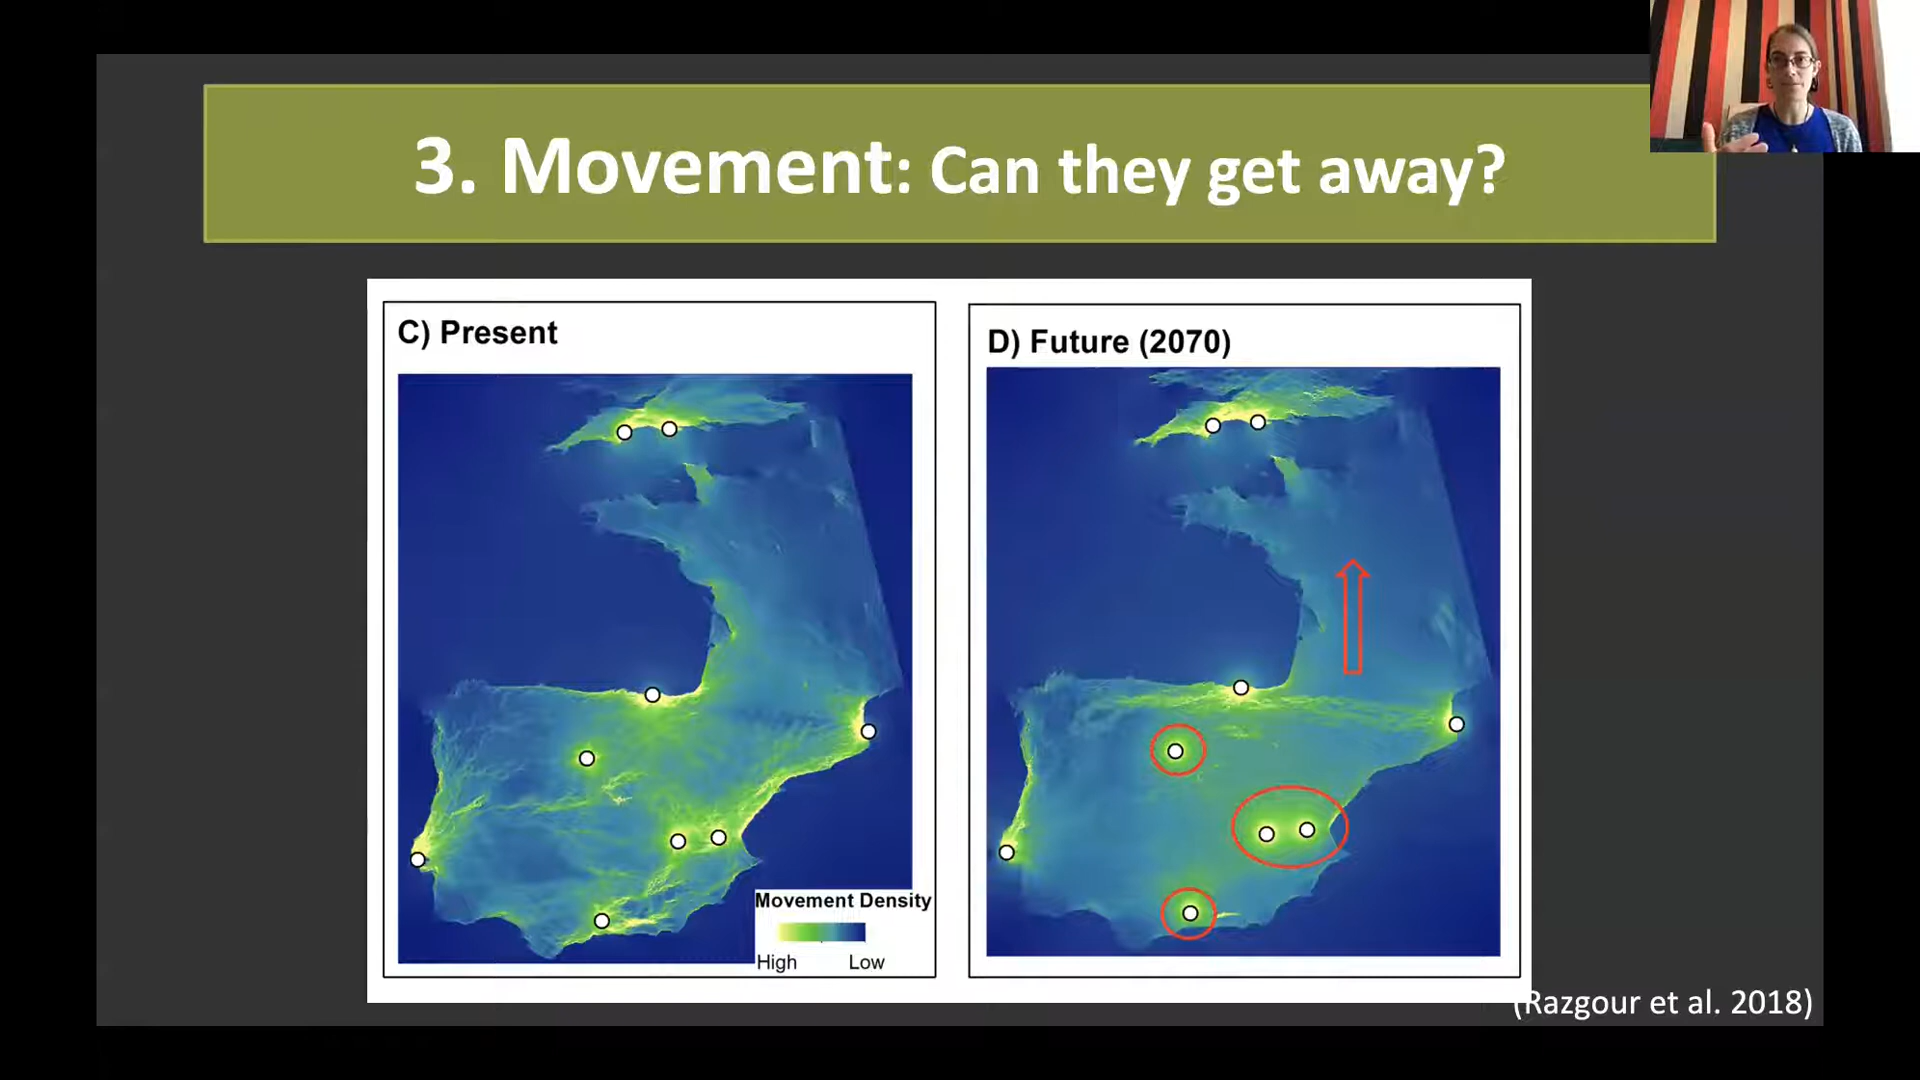 3. Movement: Can they get away?
C) Present
D) Future (2070)
Movement Density
High Low
(Razgour et al. 2018)